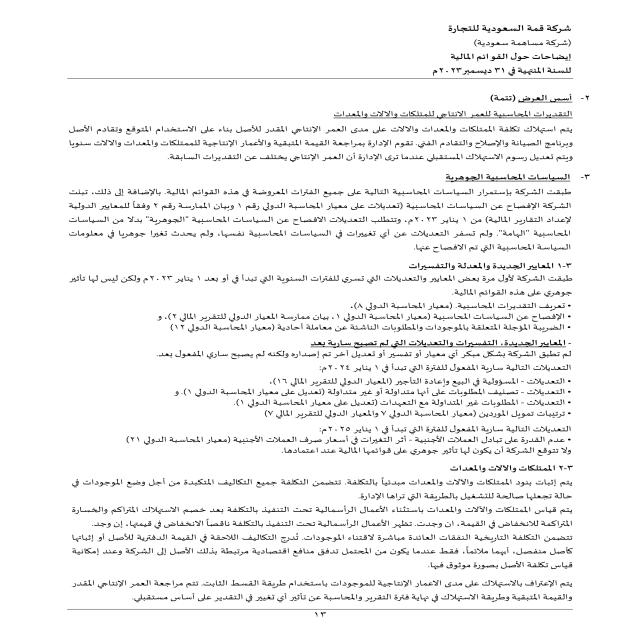 شركة قمة السعودية للتجارة
(شركة مساهمة سعودية)
إيضاحات حول القوائم المالية
للسنة المنتهية في ٣١ ديسمبر٢٠٢٣م
٢- أسس العرض (تتمة)
التقديرات المحاسبية للعمر الانتاجي للممتلكات والالات والمعدات
يتم استهلاك تكلفة الممتلكات والمعدات والالات على مدى العمر الإنتاجي المقدر للأصل بناء على الاستخدام المتوقع وتقادم الأصل
وبرنامج الصيانة والإصلاح والتقادم الفني. تقوم الإدارة بمراجعة القيمة المتبقية والأعمار الإنتاجية للممتلكات والمعدات والالات سنويا
ويتم تعديل رسوم الاستهلاك المستقبلي عندما ترى الإدارة أن العمر الإنتاجي يختلف عن التقديرات السابقة.
٣- السياسات المحاسبية الجوهرية
طبقت الشركة بإستمرار السياسات المحاسبية التالية على جميع الفترات المعروضة في هذه القوائم المالية. بالإضافة إلى ذلك، تبنت
الشركة الإفصاح عن السياسات المحاسبية (تعديلات على معيار المحاسبة الدولي رقم ١ وبيان الممارسة رقم ٢ وفقاً للمعايير الدولية
لإعداد التقارير المالية) من ١ يناير ٢٠٢٣م، وتتطلب التعديلات الافصاح عن السياسات المحاسبية "الجوهرية" بدلا من السياسات
المحاسبية "الهامة". ولم تسفر التعديلات عن أي تغييرات في السياسات المحاسبية نفسها، ولم يحدث تغيرا جوهريا في معلومات
السياسة المحاسبية التي تم الافصاح عنها.
٣-١ المعايير الجديدة والمعدلة والتفسيرات
طبقت الشركة لأول مرة بعض المعايير والتعديلات التي تسري للفترات السنوية التي تبدأ في أو بعد ١ يناير ٢٠٢٣م ولكن ليس لها تأثير
جوهري على هذه القوائم المالية.
• تعريف التقديرات المحاسبية. (معيار المحاسبة الدولي ٨)،
• الإفصاح عن السياسات المحاسبية (معيار المحاسبة الدولي ١، بيان ممارسة المعيار الدولي للتقرير المالي ٢)، و
• الضريبة المؤجلة المتعلقة بالموجودات والمطلوبات الناشئة عن معاملة أحادية (معيار المحاسبة الدولي ١٢)
- المعايير الجديدة، التفسيرات والتعديلات التي لم تصبح سارية بعد
لم تطبق الشركة بشكل مبكر أي معيار أو تفسير أو تعديل آخر تم إصداره ولكنه لم يصبح ساري المفعول بعد.
التعديلات التالية سارية المفعول للفترة التي تبدأ في ١ يناير ٢٠٢٤م:
• التعديلات - المسؤولية في البيع وإعادة التأجير (المعيار الدولي للتقرير المالي ١٦)،
• التعديلات - تصنيف المطلوبات على أنها متداولة أو غير متداولة (تعديل على معيار المحاسبة الدولي ١). و
• التعديلات - المطلوبات غير المتداولة مع التعهدات (تعديل على معيار المحاسبة الدولي ١).
• ترتيبات تمويل الموردين (معيار المحاسبة الدولي ٧ والمعيار الدولي للتقرير المالي ٧)
التعديلات التالية سارية المفعول للفترة التي تبدأ في ١ يناير ٢٠٢٥م:
• عدم القدرة على تبادل العملات الأجنبية - أثر التغيرات في أسعار صرف العملات الأجنبية (معيار المحاسبة الدولي ٢١)
ولا تتوقع الشركة أن يكون لها تأثير جوهري على قوائمها المالية عند اعتمادها.
٣-٢ الممتلكات والالات والمعدات
يتم إثبات بنود الممتلكات والالات والمعدات مبدئياً بالتكلفة. تتضمن التكلفة جميع التكاليف المتكبدة من أجل وضع الموجودات في
حالة تجعلها صالحة للتشغيل بالطريقة التي تراها الإدارة.
يتم قياس الممتلكات والآلات والمعدات باستثناء الأعمال الرأسمالية تحت التنفيذ بالتكلفة بعد خصم الاستهلاك المتراكم والخسارة
المتراكمة للانخفاض في القيمة، ان وجدت. تظهر الأعمال الرأسمالية تحت التنفيذ بالتكلفة ناقصاً الانخفاض في قيمتها، إن وجد.
تتضمن التكلفة التاريخية النفقات العائدة مباشرة لاقتناء الموجودات. تُدرج التكاليف اللاحقة في القيمة الدفترية للأصل أو إثباتها
كأصل منفصل، أيهما ملائماً، فقط عندما يكون من المحتمل تدفق منافع اقتصادية مرتبطة بذلك الأصل إلى الشركة وعند إمكانية
قياس تكلفة الأصل بصورة موثوق فيها.
يتم الإعتراف بالاستهلاك على مدى الاعمار الإنتاجية للموجودات باستخدام طريقة القسط الثابت. تتم مراجعة العمر الإنتاجي المقدر
والقيمة المتبقية وطريقة الاستهلاك في نهاية فترة التقرير والمحاسبة عن تأثير أي تغيير في التقدير على أساس مستقبلي.
١٣